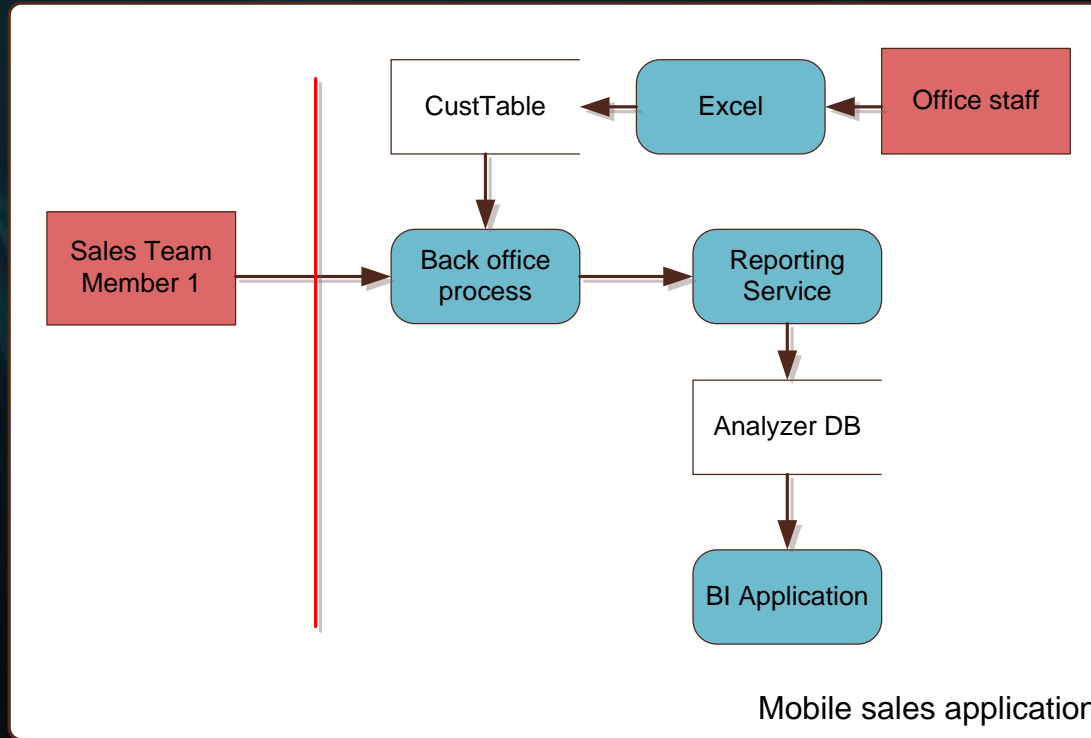 CustTable
Excel
Office staff
Sales Team
Member 1
Back office
process
Reporting
Service
Analyzer DB
BI Application
Mobile sales application